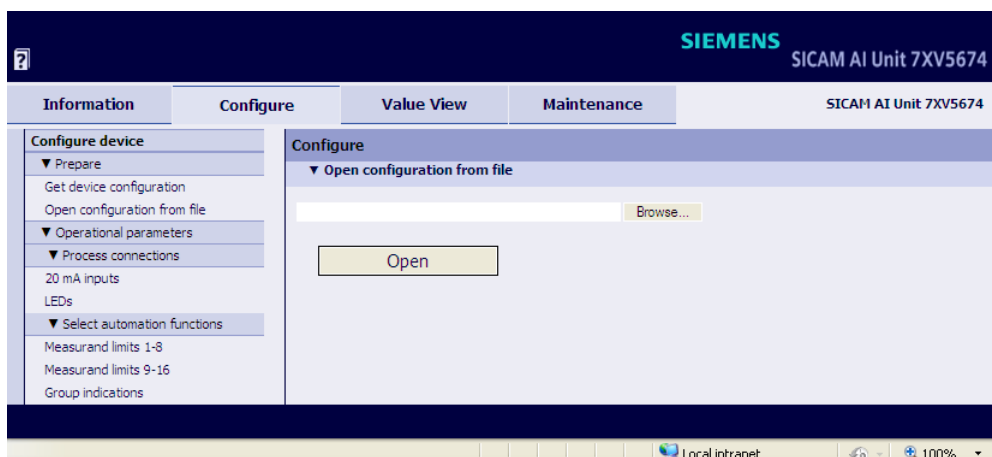 SIEMENS
?
SICAM AI Unit 7XV5674
Information
Configure
Value View
Maintenance
SICAM AI Unit 7XV5674
Configure device
▼ Prepare
Get device configuration
Open configuration from file
▼ Operational parameters
▼ Process connections
20 mA inputs
LEDs
▼ Select automation functions
Measurand limits 1-8
Measurand limits 9-16
Group indications
Configure
▼ Open configuration from file
Browse...
Open
Local intranet
100%